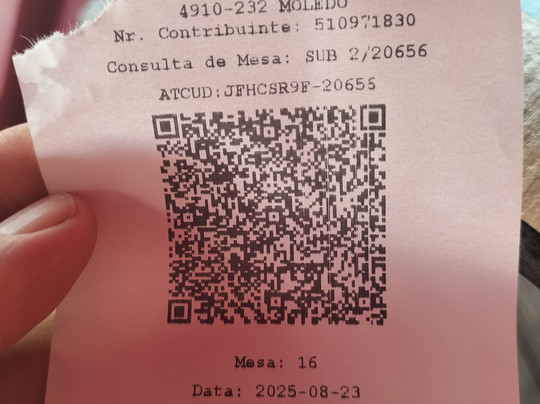 4910-232 MOLEDO
Nr. Contribuinte: 510971830
Consulta de Mesa: SUB 2/20656
ATCUD:JFHCSR9F-20656
Mesa: 16
Data: 2025-08-23